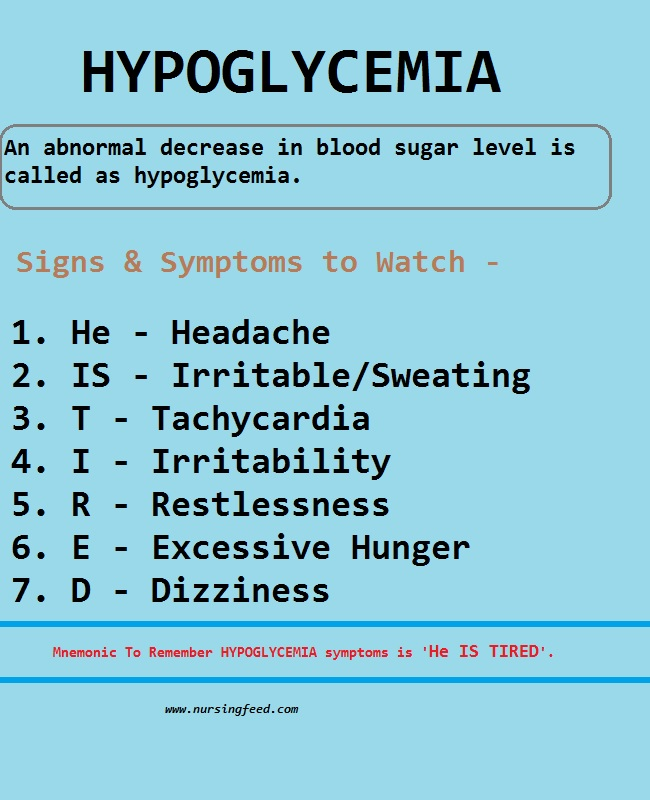 HYPOGLYCEMIA
An abnormal decrease in blood sugar level is
called as hypoglycemia.
Signs & Symptoms to Watch -
1. He - Headache
2. IS - Irritable/Sweating
3. T - Tachycardia
4. I - Irritability
5. R - Restlessness
6. E - Excessive Hunger
7. D - Dizziness
Mnemonic To Remember HYPOGLYCEMIA symptoms is 'He IS TIRED'.
www.nursingfeed.com